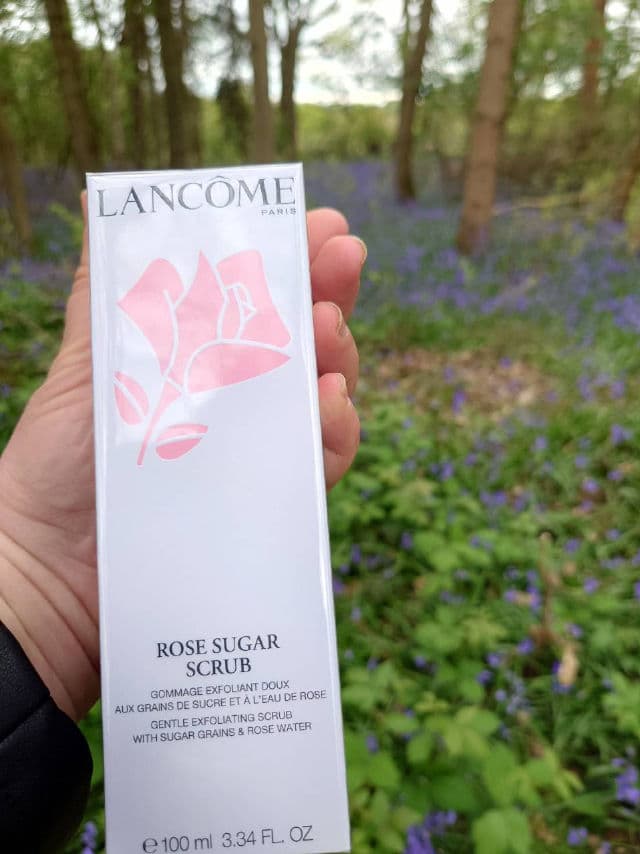 LANCÔME
PARIS
ROSE SUGAR
SCRUB
GOMMAGE EXFOLIANT DOUX
AUX GRAINS DE SUCRE ET À L'EAU DE ROSE
GENTLE EXFOLIATING SCRUB
WITH SUGAR GRAINS & ROSE WATER
℮ 100 ml 3.34 FL. OZ